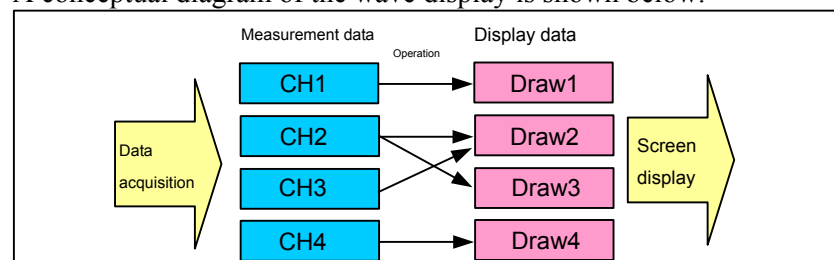 A conceptual diagram of the wave display is shown below.
Measurement data
Display data
Operation
CH1
Draw1
CH2
Draw2
CH3
Draw3
CH4
Draw4
Data
acquisition
Screen
display